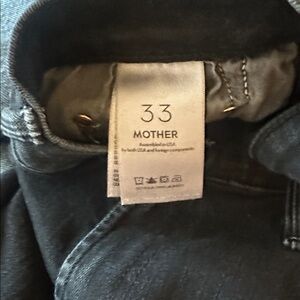 33
MOTHER
Assembled in USA
by both USA and foreign components